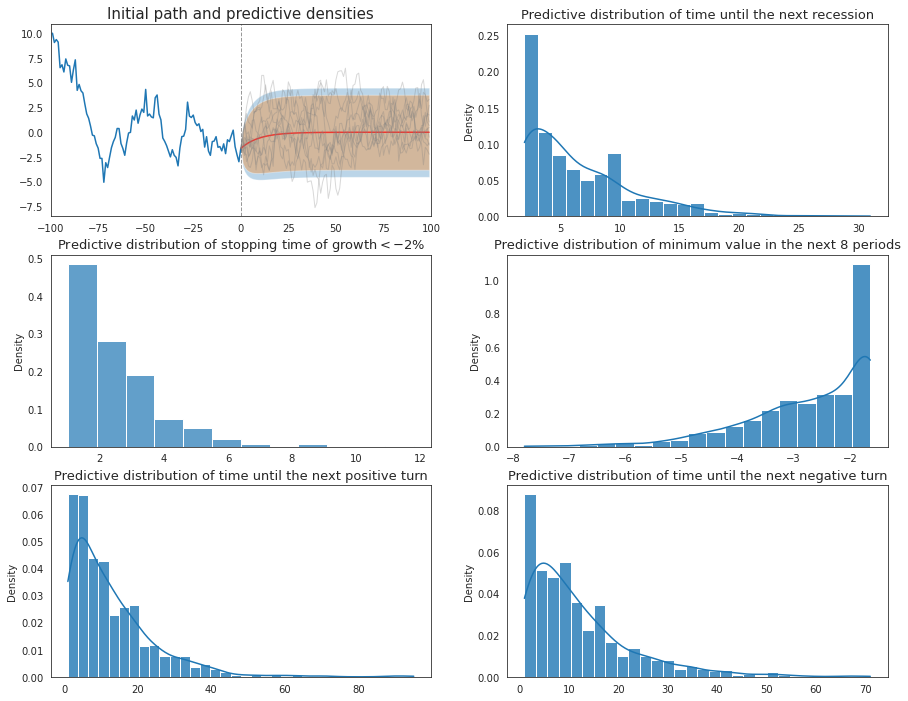 Initial path and predictive densities
10.0
7.5
5.0
2.5
0.0
−2.5
−5.0
−7.5
−100 −75 −50 −25 0 25 50 75 100
Predictive distribution of time until the next recession
Density
0.25
0.20
0.15
0.10
0.05
0.00
5 10 15 20 25 30
Predictive distribution of stopping time of growth < −2%
Density
0.5
0.4
0.3
0.2
0.1
0.0
2 4 6 8 10 12
Predictive distribution of minimum value in the next 8 periods
Density
1.0
0.8
0.6
0.4
0.2
0.0
−8 −7 −6 −5 −4 −3 −2
Predictive distribution of time until the next positive turn
Density
0.07
0.06
0.05
0.04
0.03
0.02
0.01
0.00
0 20 40 60 80
Predictive distribution of time until the next negative turn
Density
0.08
0.06
0.04
0.02
0.00
0 10 20 30 40 50 60 70